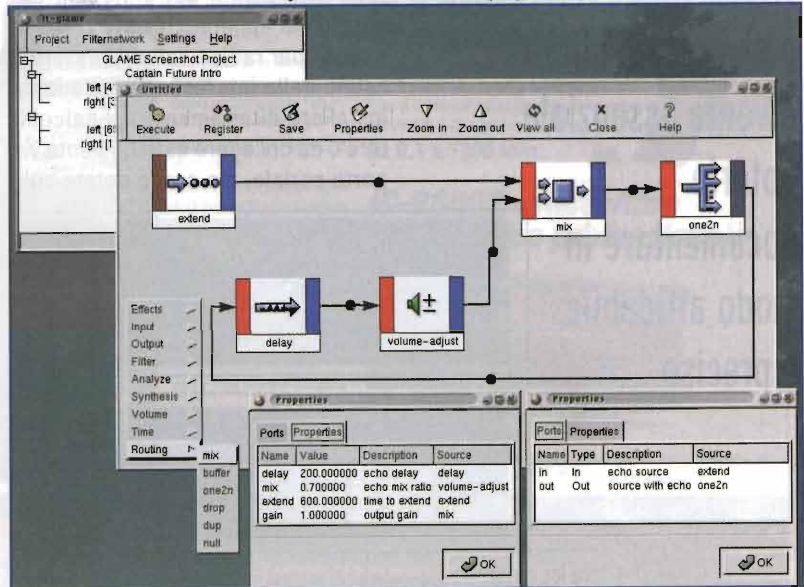 Project Filternetwork Settings Help
GLAME Screenshot Project
Captain Future Intro
left [4
right [3
left [6
right [1
(Untitled
Execute Register Save Properties Zoom in Zoom out View all Close Help
extend
mix
one2n
delay
volume-adjust
Effects
Input
Output
Filter
Analyze
Synthesis
Volume
Time
Routing
mix
buffer
one2n
drop
dup
null
Properties
Ports Properties
Name Value Description Source
delay 200.000000 echo delay delay
mix 0.700000 echo mix ratio volume-adjust
extend 600.000000 time to extend extend
gain 1.000000 output gain mix
OK
Properties
Ports Properties
Name Type Description Source
in In echo source extend
out Out source with echo one2n
OK